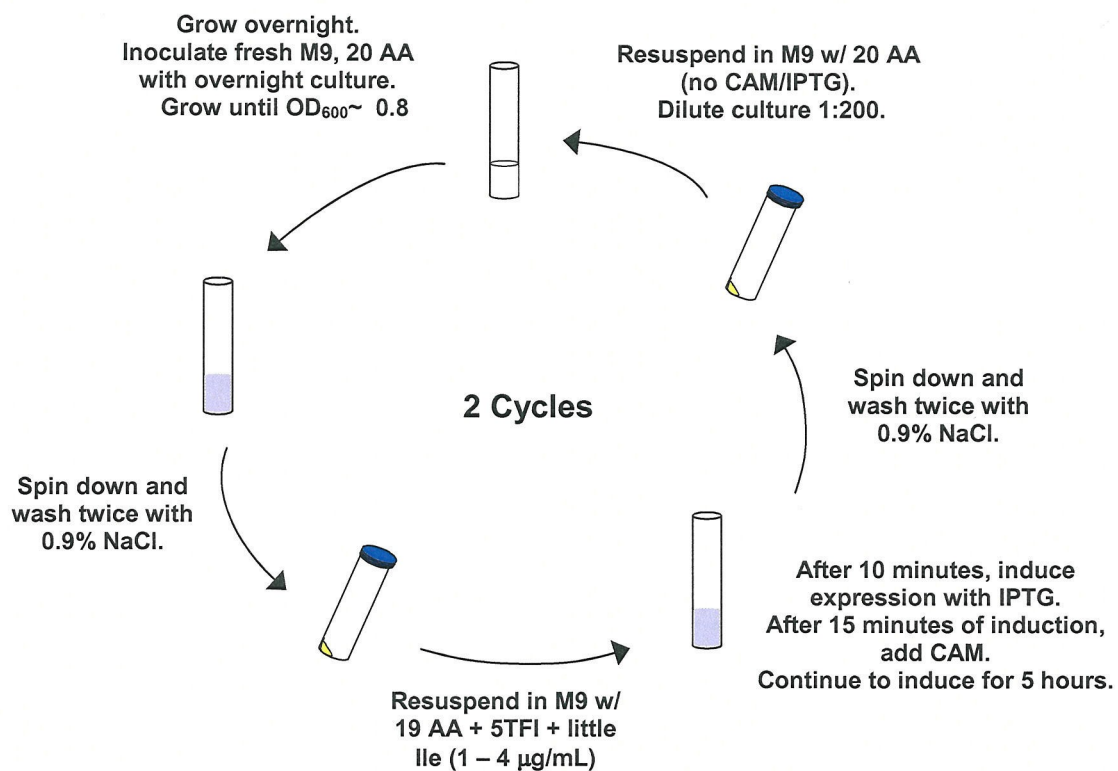 Grow overnight.
Inoculate fresh M9, 20 AA
with overnight culture.
Grow until OD600~ 0.8
Resuspend in M9 w/ 20 AA
(no CAM/IPTG).
Dilute culture 1:200.
2 Cycles
Spin down and
wash twice with
0.9% NaCl.
Spin down and
wash twice with
0.9% NaCl.
After 10 minutes, induce
expression with IPTG.
After 15 minutes of induction,
add CAM.
Continue to induce for 5 hours.
Resuspend in M9 w/
19 AA + 5TFI + little
Ile (1 – 4 μg/mL)